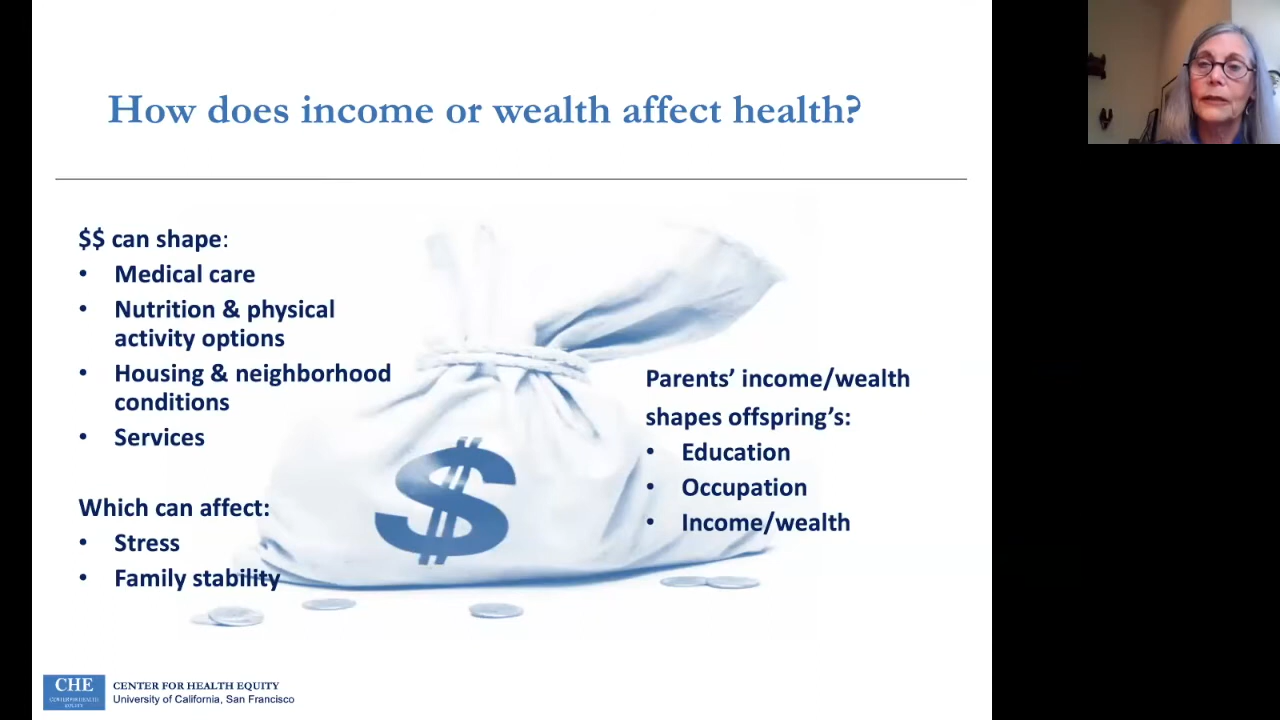 How does income or wealth affect health?
$$ can shape:
• Medical care
• Nutrition & physical
activity options
• Housing & neighborhood
conditions
• Services
Which can affect:
• Stress
• Family stability
$
Parents’ income/wealth
shapes offspring’s:
• Education
• Occupation
• Income/wealth
CHE
CENTER FOR HEALTH EQUITY
University of California, San Francisco